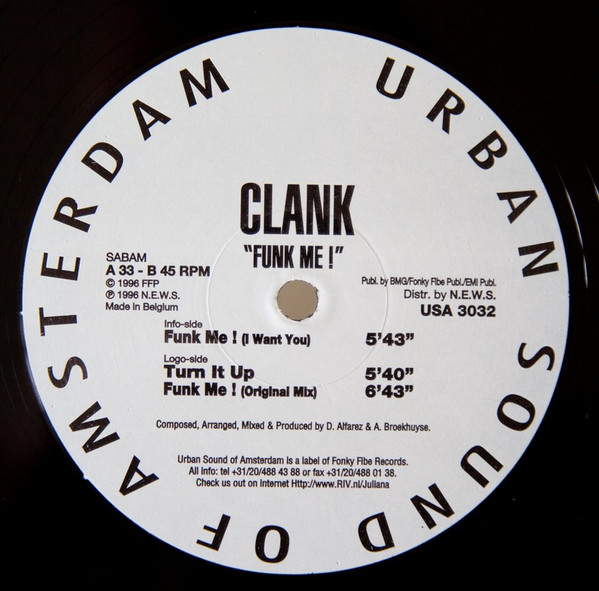 URBAN SOUND OF AMSTERDAM
CLANK
"FUNK ME !"
SABAM
A 33 - B 45 RPM
© 1996 FFP
℗ 1996 N.E.W.S.
Made in Belgium
Publ. by BMG/Fonky Fibe Publ./EMI Publ.
Distr. by N.E.W.S.
USA 3032
Info-side
Funk Me ! (I Want You) 5'43"
Logo-side
Turn It Up 5'40"
Funk Me ! (Original Mix) 6'43"
Composed, Arranged, Mixed & Produced by D. Alfarez & A. Broekhuyse.
Urban Sound of Amsterdam is a label of Fonky Fibe Records.
All info: tel +31/20/488 43 88 or fax +31/20/488 01 38.
Check us out on Internet Http://www.RIV.nl/Juliana